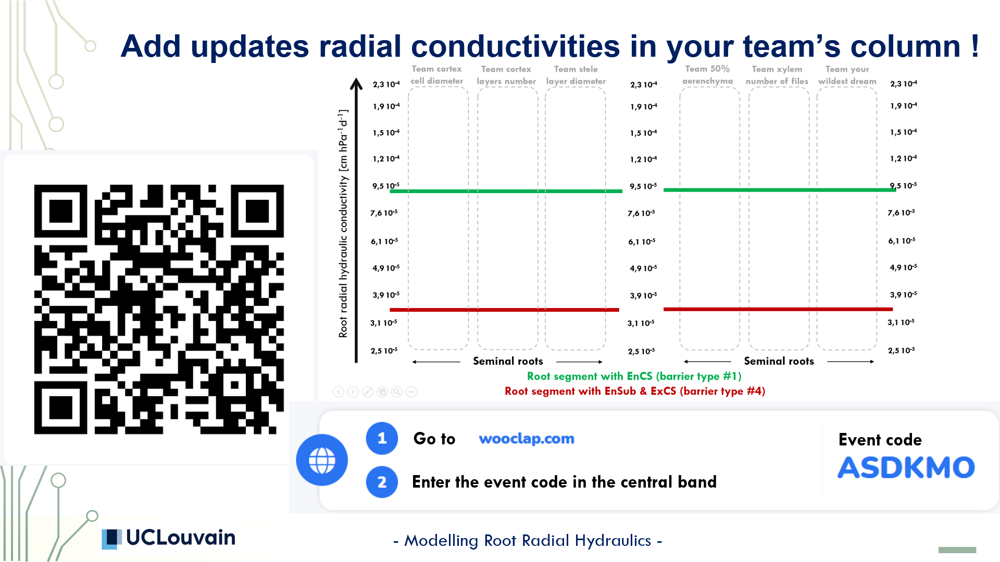 Add updates radial conductivities in your team’s column !
Team cortex cell diameter
Team cortex layers number
Team stele layer diameter
Team 50% aerenchyma
Team xylem number of files
Team your wildest dream
Root radial hydraulic conductivity [cm hPa⁻¹ d⁻¹]
2,3 10⁻⁴
1,9 10⁻⁴
1,5 10⁻⁴
1,2 10⁻⁴
9,5 10⁻⁵
7,6 10⁻⁵
6,1 10⁻⁵
4,9 10⁻⁵
3,9 10⁻⁵
3,1 10⁻⁵
2,5 10⁻⁵
2,3 10⁻⁴
1,9 10⁻⁴
1,5 10⁻⁴
1,2 10⁻⁴
9,5 10⁻⁵
7,6 10⁻⁵
6,1 10⁻⁵
4,9 10⁻⁵
3,9 10⁻⁵
3,1 10⁻⁵
2,5 10⁻⁵
2,3 10⁻⁴
1,9 10⁻⁴
1,5 10⁻⁴
1,2 10⁻⁴
9,5 10⁻⁵
7,6 10⁻⁵
6,1 10⁻⁵
4,9 10⁻⁵
3,9 10⁻⁵
3,1 10⁻⁵
2,5 10⁻⁵
Seminal roots
Seminal roots
Root segment with EnCS (barrier type #1)
Root segment with EnSub & ExCS (barrier type #4)
1 Go to wooclap.com
2 Enter the event code in the central band
Event code
ASDKMO
UCLouvain
- Modelling Root Radial Hydraulics -